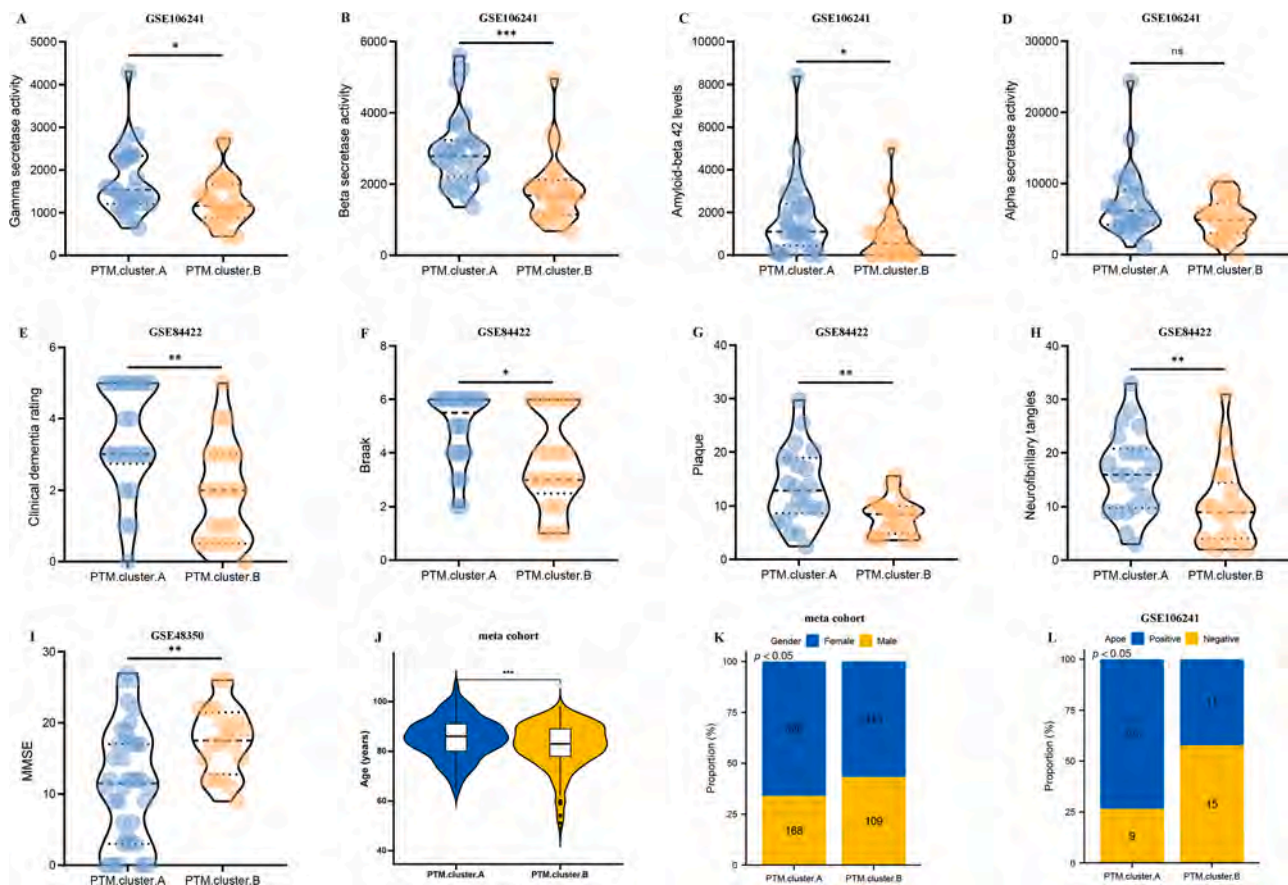 A
GSE106241
Gamma secretase activity
5000
4000
3000
2000
1000
0
*
PTM.cluster.A PTM.cluster.B
B
GSE106241
Beta secretase activity
6000
4000
2000
0
***
PTM.cluster.A PTM.cluster.B
C
GSE106241
Amyloid-beta 42 levels
10000
8000
6000
4000
2000
0
*
PTM.cluster.A PTM.cluster.B
D
GSE106241
Alpha secretase activity
30000
20000
10000
0
ns
PTM.cluster.A PTM.cluster.B
E
GSE84422
Clinical dementia rating
6
4
2
0
**
PTM.cluster.A PTM.cluster.B
F
GSE84422
Braak
8
6
4
2
0
*
PTM.cluster.A PTM.cluster.B
G
GSE84422
Plaque
40
30
20
10
0
**
PTM.cluster.A PTM.cluster.B
H
GSE84422
Neurofibrillary tangles
40
30
20
10
0
**
PTM.cluster.A PTM.cluster.B
I
GSE48350
MMSE
30
20
10
0
**
PTM.cluster.A PTM.cluster.B
J
meta cohort
Age (years)
100
80
60
40
***
PTM.cluster.A PTM.cluster.B
K
meta cohort
Gender Female Male
p < 0.05
Proportion (%)
100
75
50
25
0
168
109
PTM.cluster.A PTM.cluster.B
L
GSE106241
Apoe Positive Negative
p < 0.05
Proportion (%)
100
75
50
25
0
11
9
15
PTM.cluster.A PTM.cluster.B